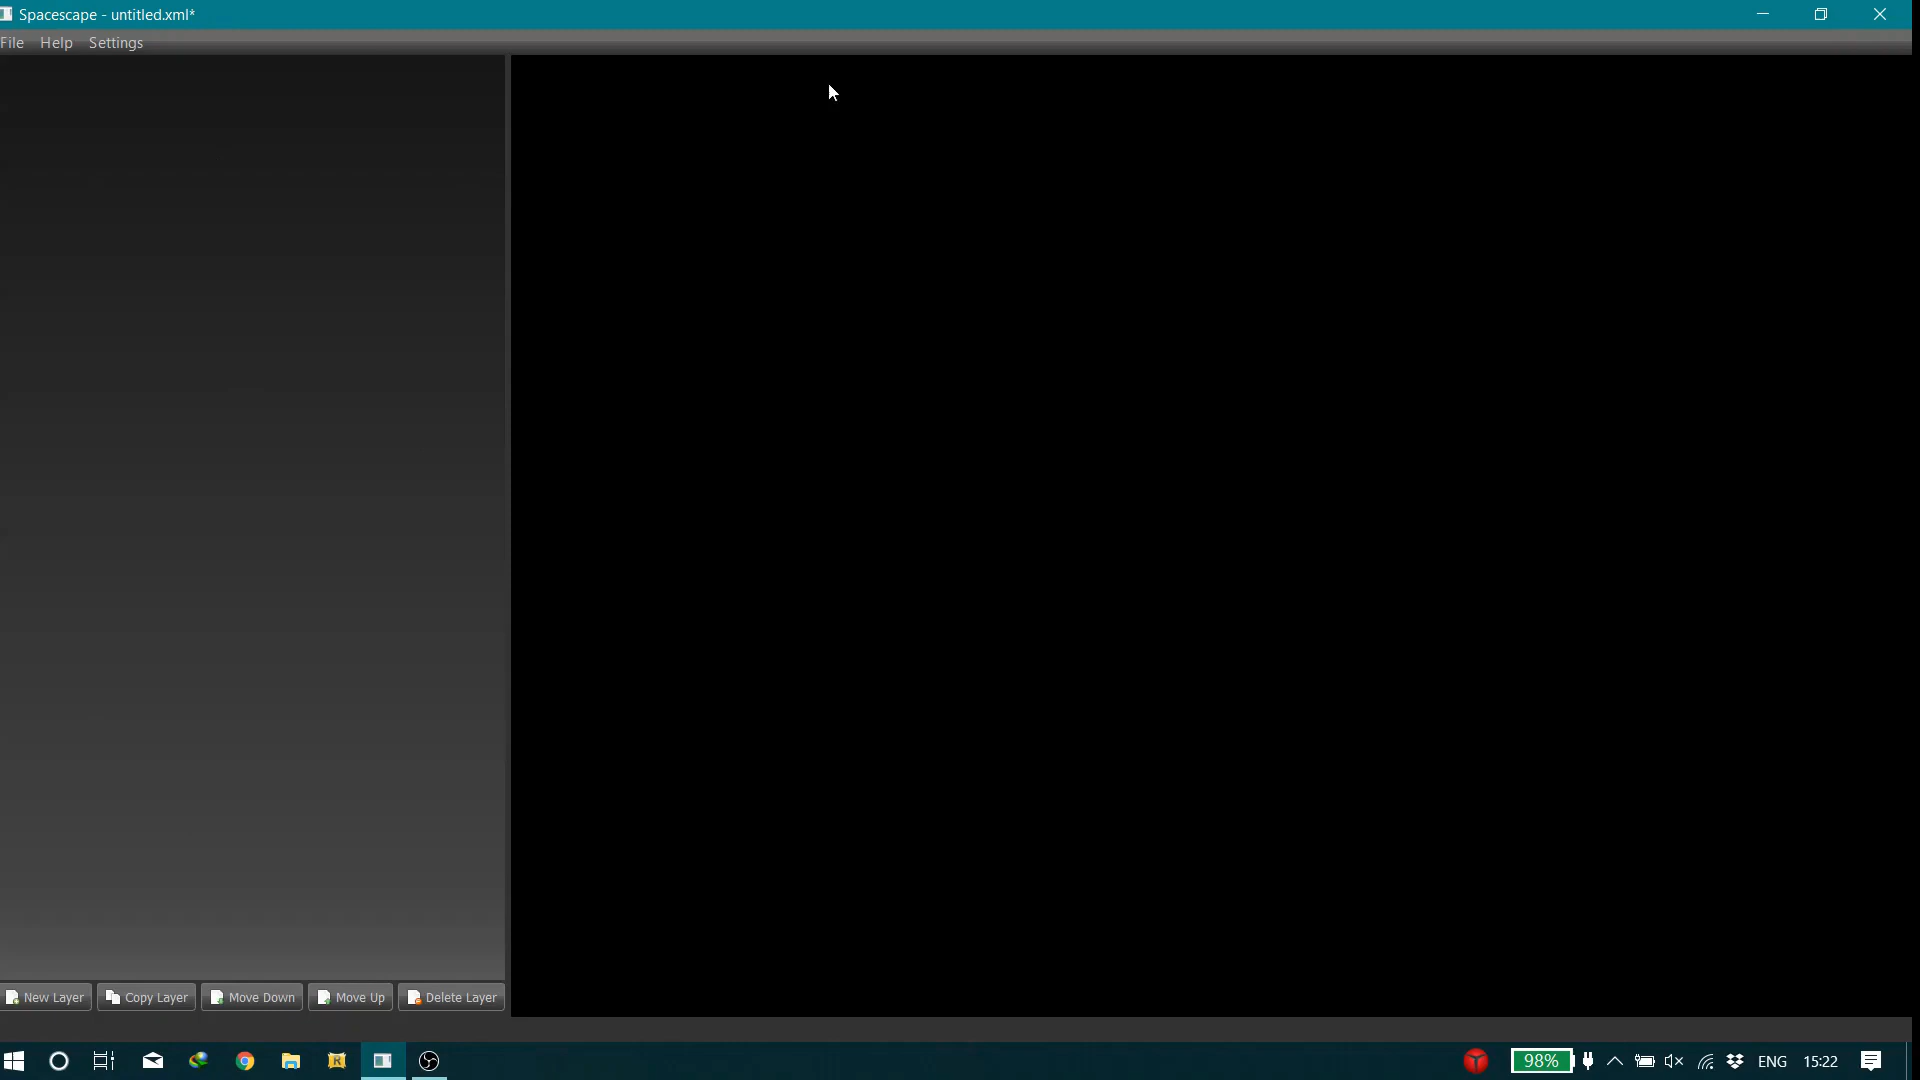 Spacescape - untitled.xml*
File Help Settings
New Layer Copy Layer Move Down Move Up Delete Layer
R 98% ENG 15:22